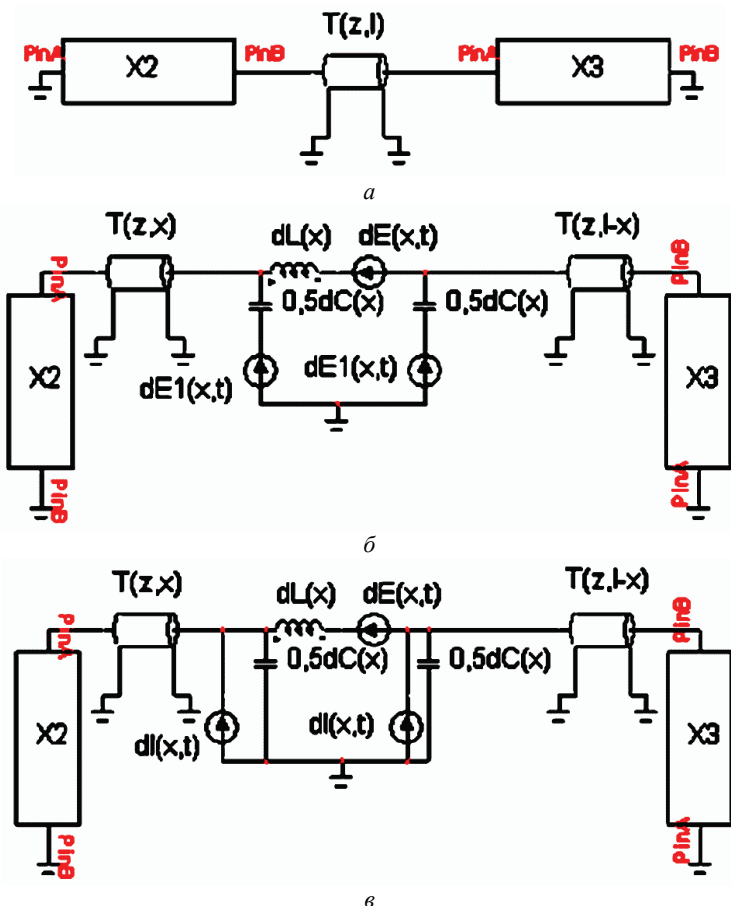 T(z,l)
PinA X2 PinB PinA X3 PinB
а
T(z,x) dL(x) dE(x,t) T(z,l-x)
PinA PinB
0,5dC(x) 0,5dC(x)
X2 dE1(x,t) dE1(x,t) X3
PinB PinA
б
T(z,x) dL(x) dE(x,t) T(z,l-x)
PinA PinB
0,5dC(x) 0,5dC(x)
X2 dI(x,t) dI(x,t) X3
PinB PinA
в